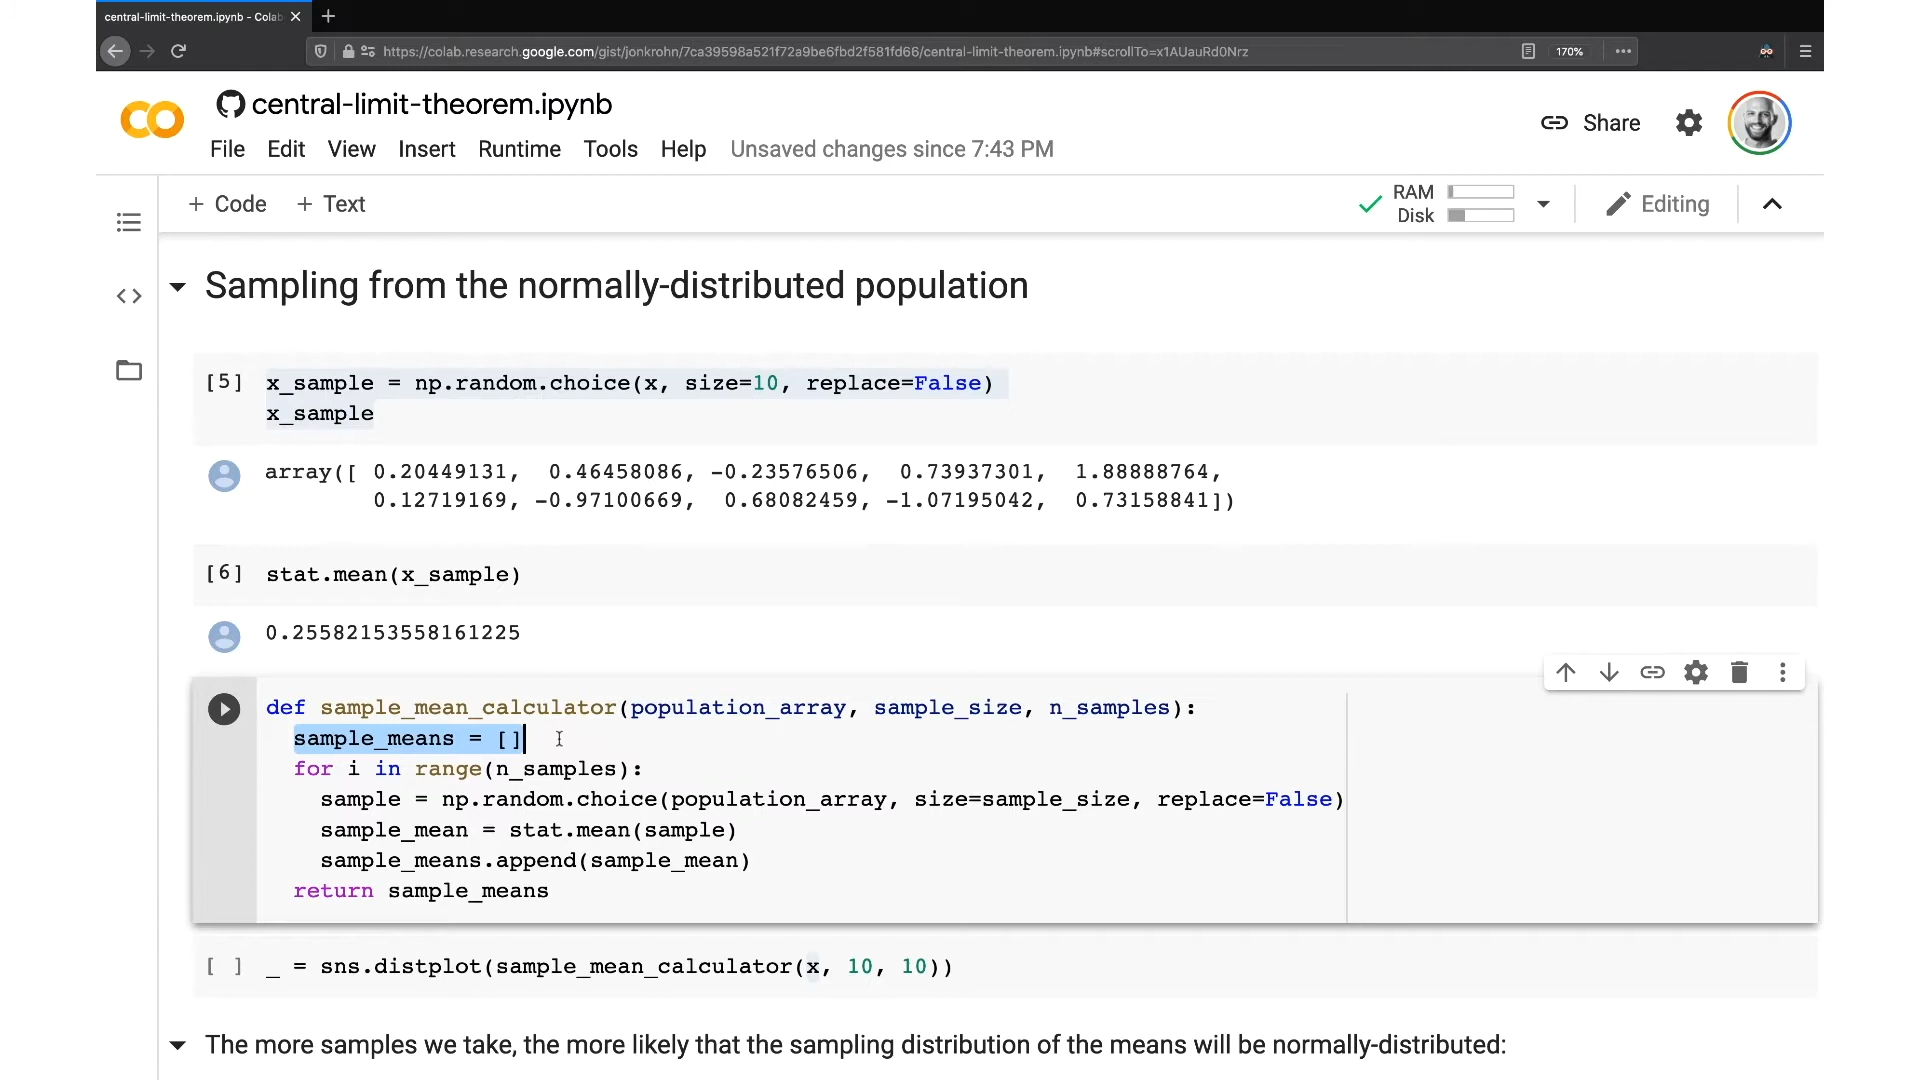 central-limit-theorem.ipynb - Colab
https://colab.research.google.com/gist/jonkrohn/7ca39598a521f72a9be6fbd2f581fd66/central-limit-theorem.ipynb#scrollTo=x1AUauRd0Nrz
170%
central-limit-theorem.ipynb
Share
File Edit View Insert Runtime Tools Help Unsaved changes since 7:43 PM
+ Code + Text
RAM
Disk
Editing
Sampling from the normally-distributed population
[5] x_sample = np.random.choice(x, size=10, replace=False)
x_sample
array([ 0.20449131, 0.46458086, -0.23576506, 0.73937301, 1.88888764,
0.12719169, -0.97100669, 0.68082459, -1.07195042, 0.73158841])
[6] stat.mean(x_sample)
0.25582153558161225
def sample_mean_calculator(population_array, sample_size, n_samples):
sample_means = []
for i in range(n_samples):
sample = np.random.choice(population_array, size=sample_size, replace=False)
sample_mean = stat.mean(sample)
sample_means.append(sample_mean)
return sample_means
[ ] _ = sns.distplot(sample_mean_calculator(x, 10, 10))
The more samples we take, the more likely that the sampling distribution of the means will be normally-distributed: